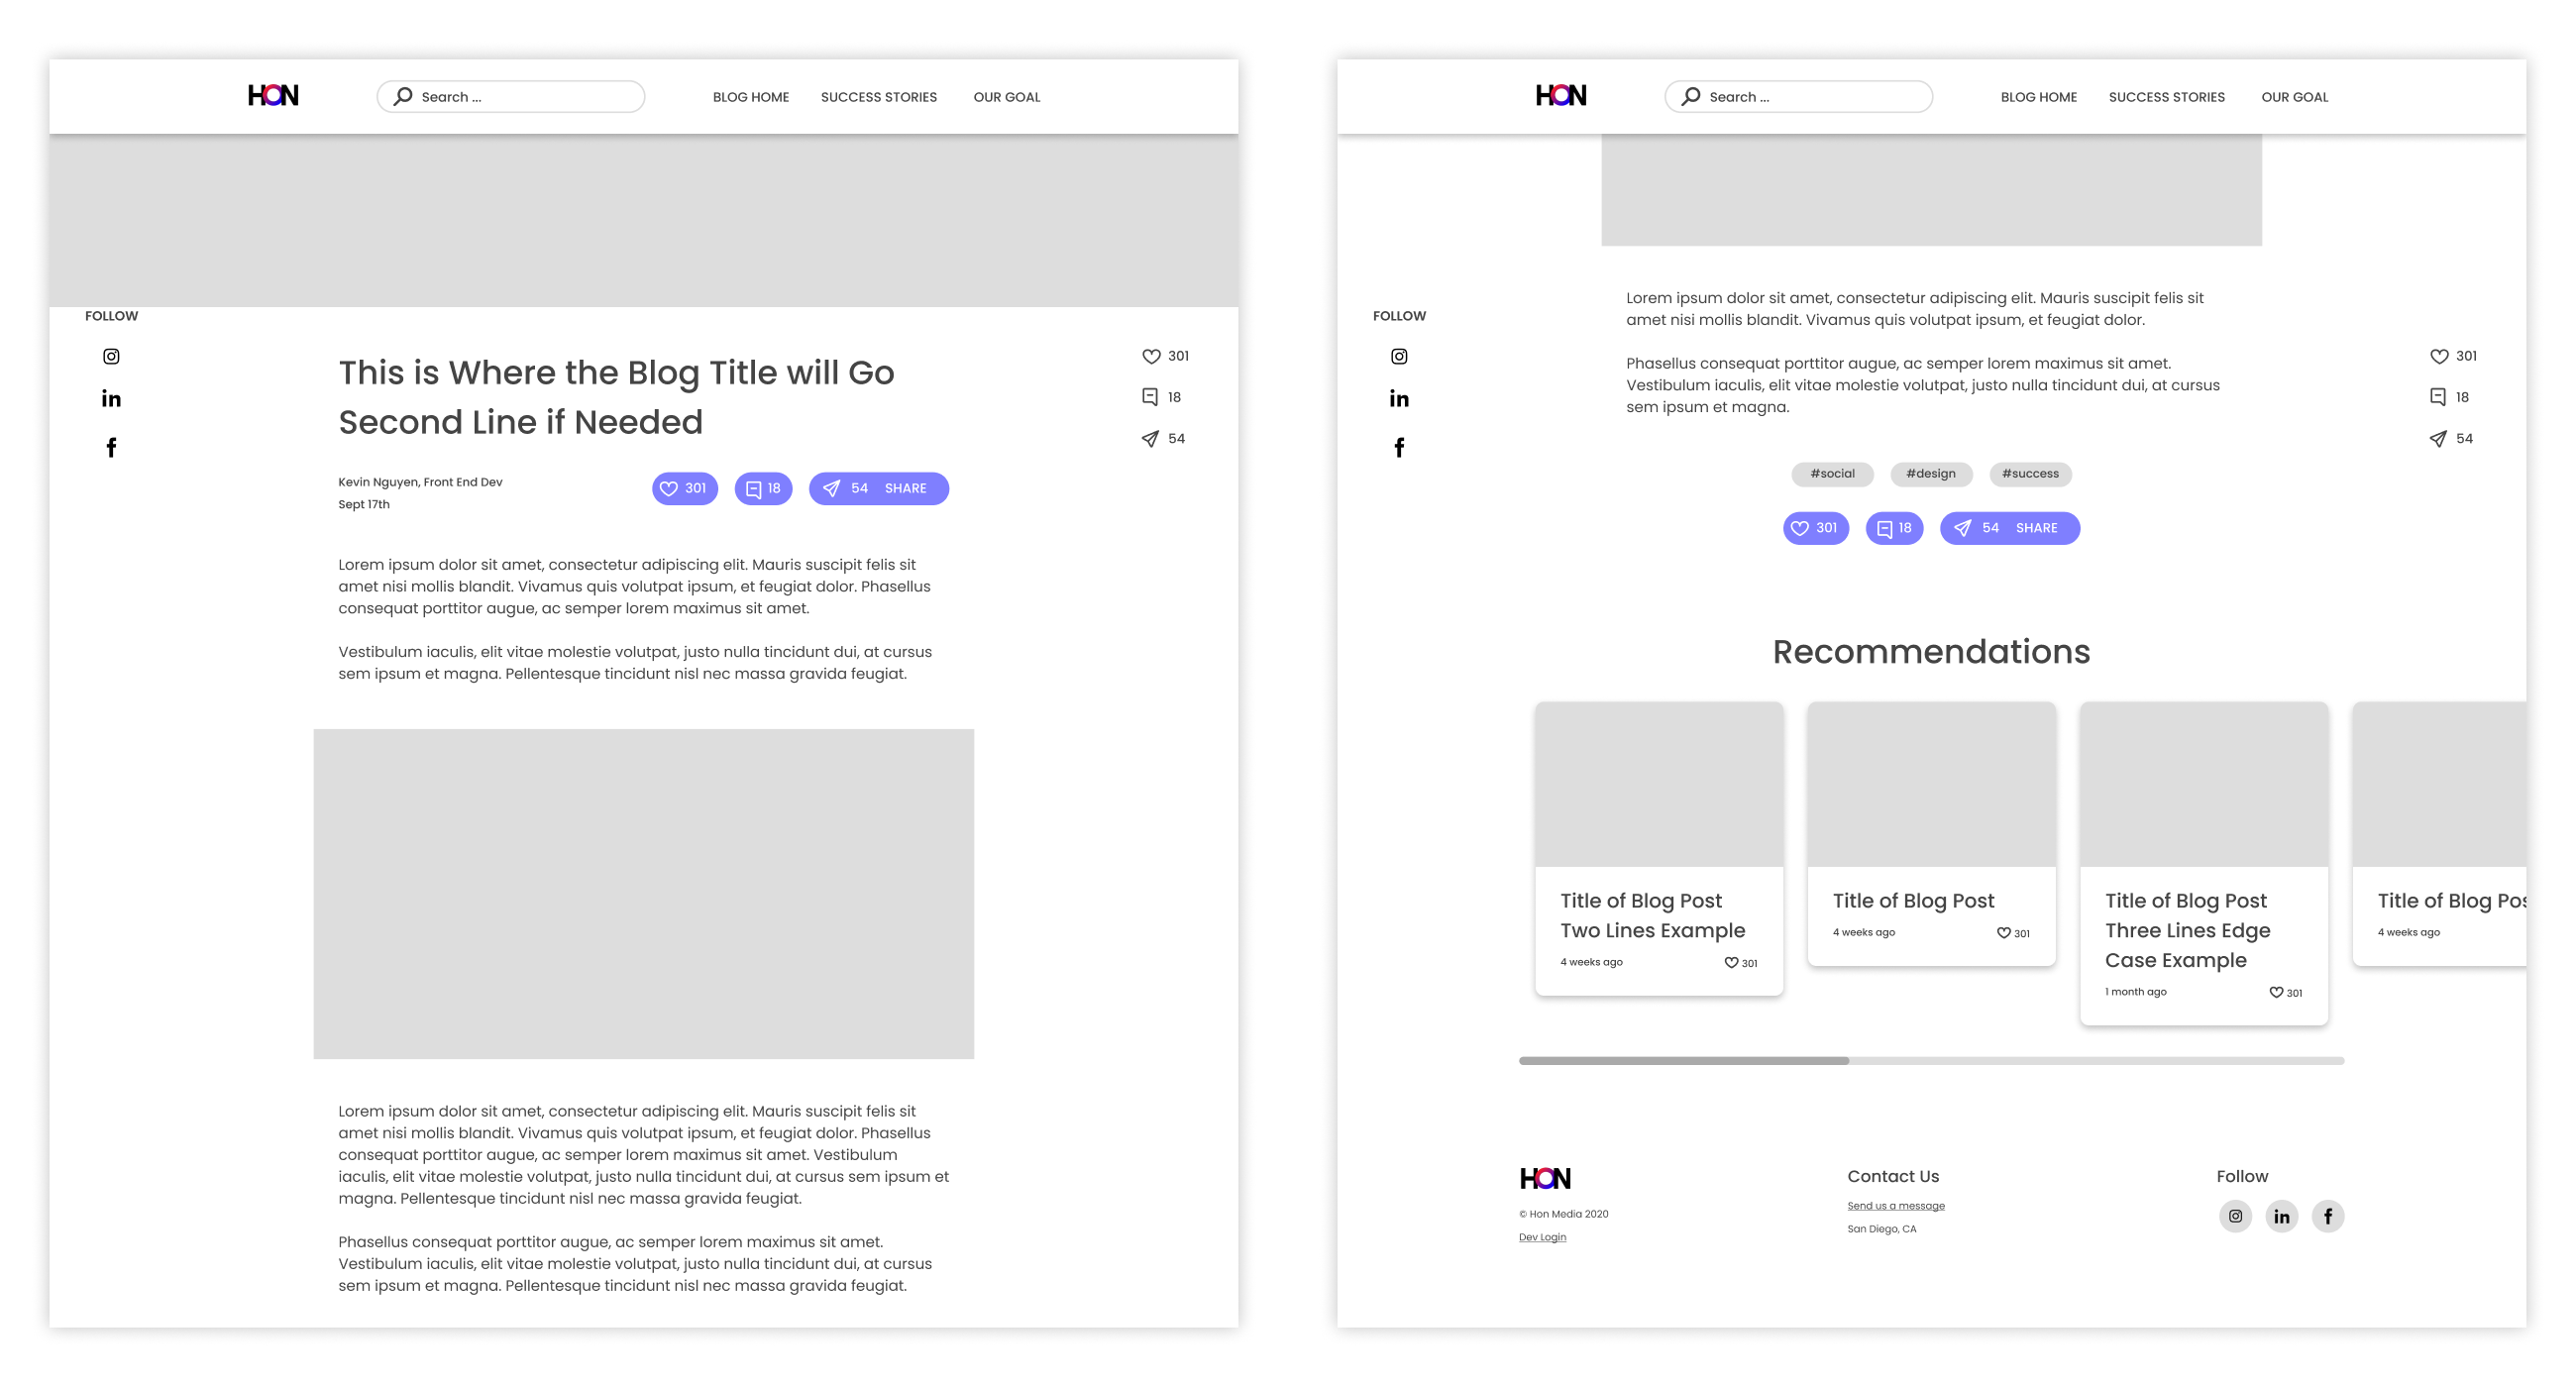 HON
Search ...
BLOG HOME
SUCCESS STORIES
OUR GOAL
FOLLOW
This is Where the Blog Title will Go
Second Line if Needed
301
18
54
Kevin Nguyen, Front End Dev
Sept 17th
301
18
54 SHARE
Lorem ipsum dolor sit amet, consectetur adipiscing elit. Mauris suscipit felis sit
amet nisi mollis blandit. Vivamus quis volutpat ipsum, et feugiat dolor. Phasellus
consequat porttitor augue, ac semper lorem maximus sit amet.
Vestibulum iaculis, elit vitae molestie volutpat, justo nulla tincidunt dui, at cursus
sem ipsum et magna. Pellentesque tincidunt nisl nec massa gravida feugiat.
Lorem ipsum dolor sit amet, consectetur adipiscing elit. Mauris suscipit felis sit
amet nisi mollis blandit. Vivamus quis volutpat ipsum, et feugiat dolor. Phasellus
consequat porttitor augue, ac semper lorem maximus sit amet. Vestibulum
iaculis, elit vitae molestie volutpat, justo nulla tincidunt dui, at cursus sem ipsum et
magna. Pellentesque tincidunt nisl nec massa gravida feugiat.
Phasellus consequat porttitor augue, ac semper lorem maximus sit amet.
Vestibulum iaculis, elit vitae molestie volutpat, justo nulla tincidunt dui, at cursus
sem ipsum et magna. Pellentesque tincidunt nisl nec massa gravida feugiat.
HON
Search ...
BLOG HOME
SUCCESS STORIES
OUR GOAL
FOLLOW
Lorem ipsum dolor sit amet, consectetur adipiscing elit. Mauris suscipit felis sit
amet nisi mollis blandit. Vivamus quis volutpat ipsum, et feugiat dolor.
Phasellus consequat porttitor augue, ac semper lorem maximus sit amet.
Vestibulum iaculis, elit vitae molestie volutpat, justo nulla tincidunt dui, at cursus
sem ipsum et magna.
301
18
54
#social
#design
#success
301
18
54 SHARE
Recommendations
Title of Blog Post
Two Lines Example
4 weeks ago
301
Title of Blog Post
4 weeks ago
301
Title of Blog Post
Three Lines Edge
Case Example
1 month ago
301
Title of Blog Pos
4 weeks ago
HON
© Hon Media 2020
Dev Login
Contact Us
Send us a message
San Diego, CA
Follow